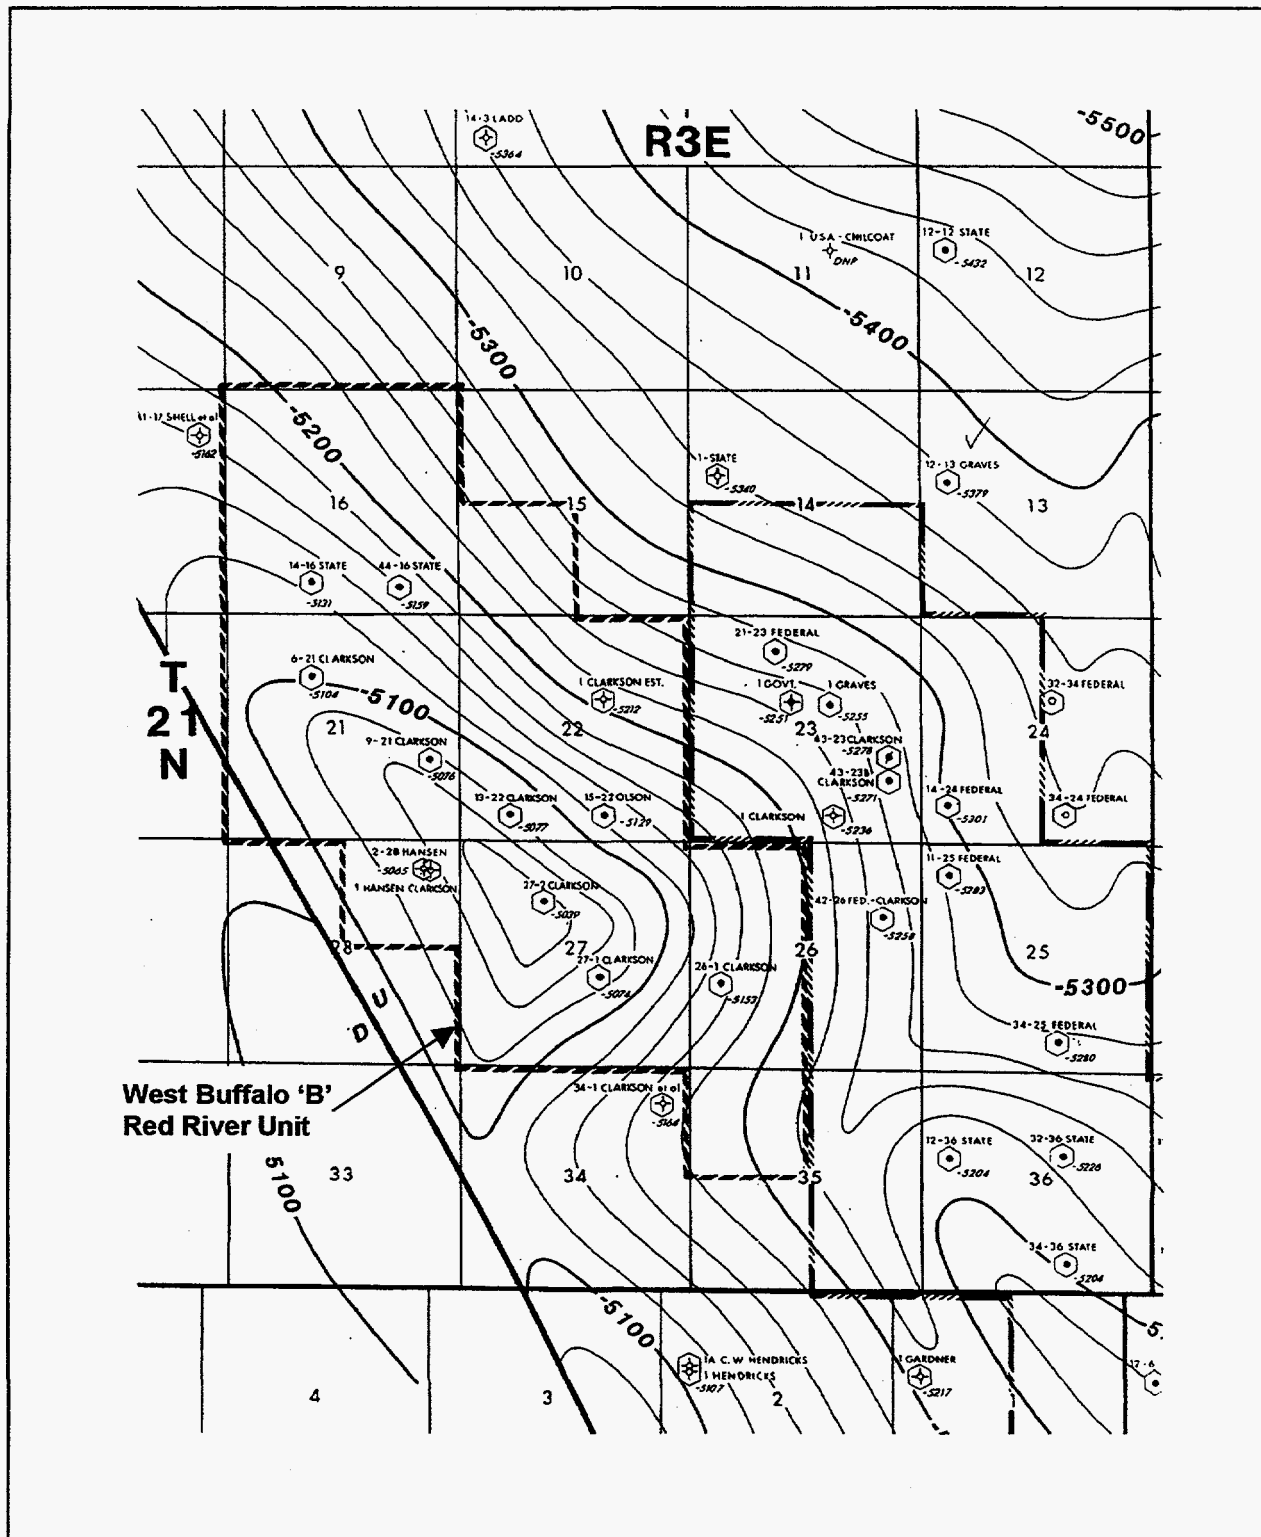 14-3 LADD
-5364
R3E
-5500
1 USA-CHILCOAT
DNP
12-12 STATE
-5432
9
10
11
12
-5300
-5400
-5200
41-17 SHELL et al
-5162
1-STATE
-5340
12-13 GRAVES
-5379
16
15
14
13
14-16 STATE
-5131
44-16 STATE
-5159
21-23 FEDERAL
-5279
T
21
N
6-21 CLARKSON
-5104
-5100
1 CLARKSON EST.
-5212
1 GOVT.
-5251
1 GRAVES
-5255
32-34 FEDERAL
21
22
23
24
9-21 CLARKSON
-5076
43-23 CLARKSON
-5278
43-23B
CLARKSON
-5271
13-22 CLARKSON
-5077
15-22 OLSON
-5129
1 CLARKSON
-5236
14-24 FEDERAL
-5301
34-24 FEDERAL
2-28 HANSEN
-5065
1 HANSEN CLARKSON
27-2 CLARKSON
-5039
11-25 FEDERAL
-5283
42-26 FED.-CLARKSON
-5258
28
27
26
25
27-1 CLARKSON
-5074
26-1 CLARKSON
-5153
-5300
U
D
34-25 FEDERAL
-5280
West Buffalo 'B'
Red River Unit
34-1 CLARKSON et al
-5164
12-36 STATE
-5204
32-36 STATE
-5226
5100
33
34
35
36
34-36 STATE
-5204
-5100
1A C. W HENDRICKS
1 HENDRICKS
-5107
1 GARDNER
-5217
17-6
4
3
2